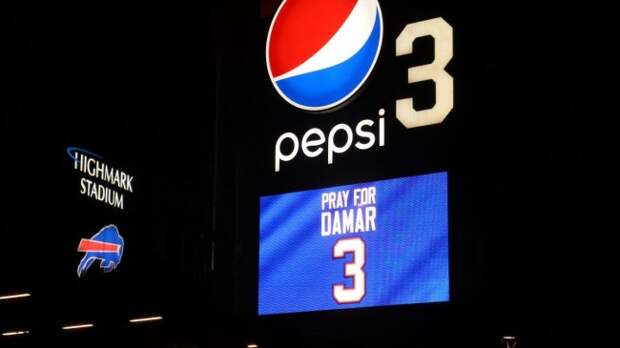 HIGHMARK
STADIUM
pepsi
3
PRAY FOR
DAMAR
3